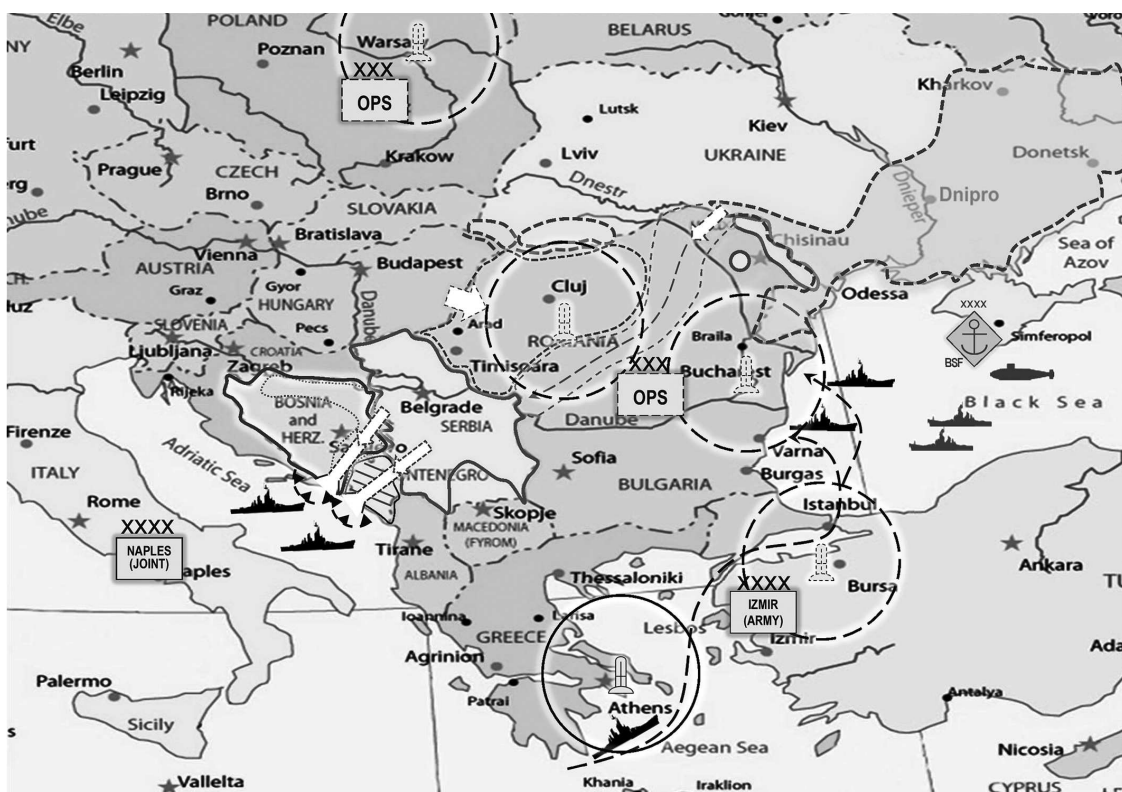 Elbe
POLAND
BELARUS
Poznan
Warsaw
XXX
OPS
Berlin
Leipzig
Kharkov
Lutsk
Kiev
UKRAINE
Donetsk
Prague
CZECH
Krakow
Lviv
Dnestr
Dnieper
Dnipro
Brno
SLOVAKIA
Bratislava
Vienna
Budapest
Chisinau
Sea of
Azov
AUSTRIA
Graz
Gyor
HUNGARY
Danube
Cluj
Odessa
XXXX
BSF
Simferopol
SLOVENIA
Pecs
Arad
ROMANIA
Braila
Ljubljana
CROATIA
Zagreb
Timisoara
XXX
OPS
Bucharest
Rijeka
Belgrade
SERBIA
Danube
Black Sea
BOSNIA
and
HERZ.
Firenze
ITALY
Adriatic Sea
NTENEGRO
Sofia
Varna
Burgas
BULGARIA
Rome
Skopje
MACEDONIA
(FYROM)
Istanbul
XXXX
NAPLES
(JOINT)
aples
Tirane
ALBANIA
Thessaloniki
Bursa
Ankara
XXXX
IZMIR
(ARMY)
Ioannina
Larisa
Lesbos
Izmir
GREECE
Agrinion
Palermo
Patrai
Athens
Antalya
Sicily
Aegean Sea
Nicosia
Vallelta
Khania
Iraklion
CYPRUS